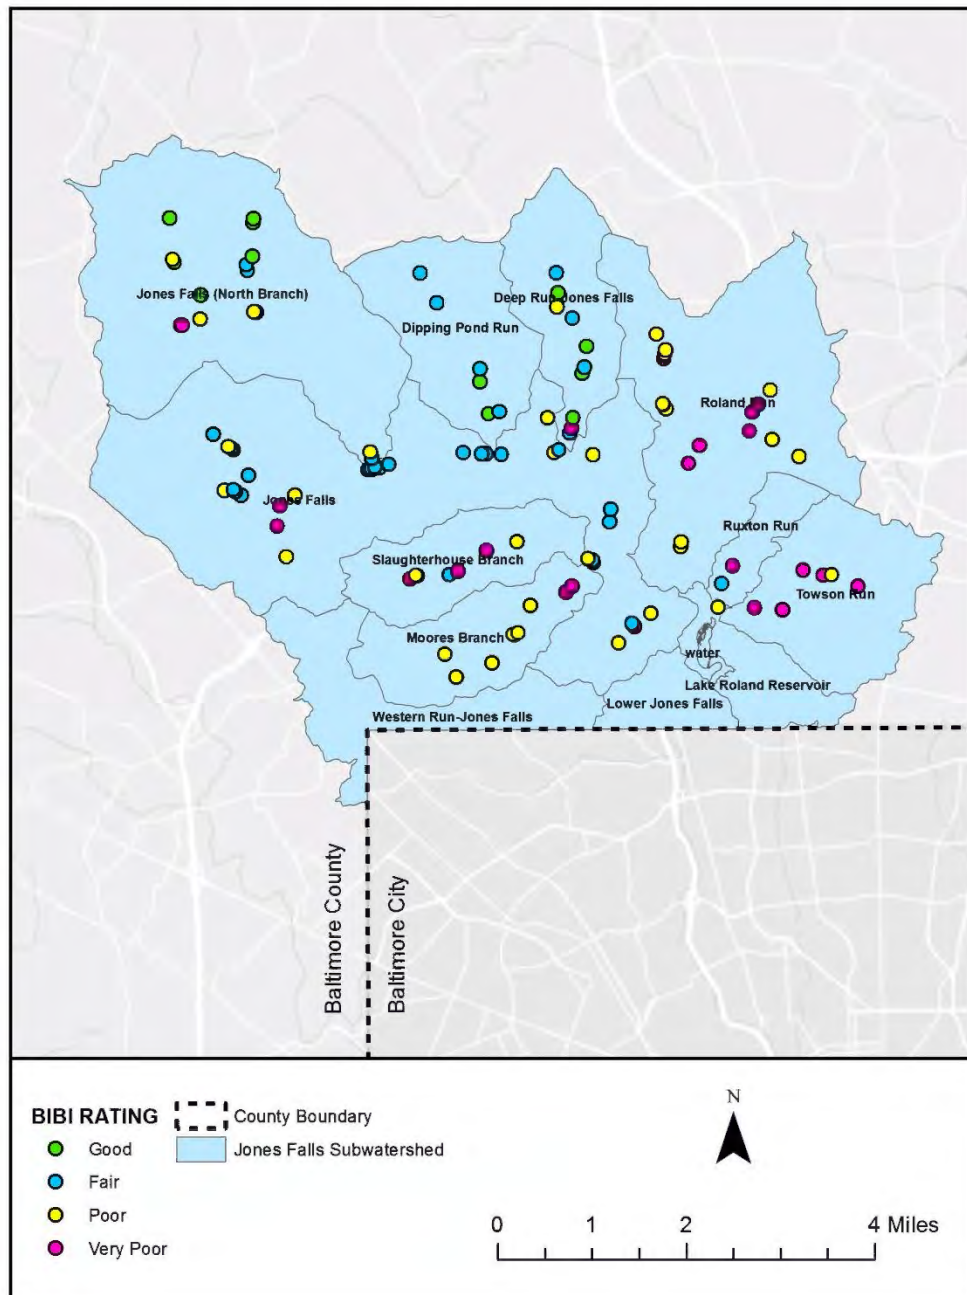 Jones Falls (North Branch)
Deep Run-Jones Falls
Dipping Pond Run
Roland Run
Jones Falls
Ruxton Run
Slaughterhouse Branch
Towson Run
Moores Branch
water
Lake Roland Reservoir
Lower Jones Falls
Western Run-Jones Falls
Baltimore County
Baltimore City
BIBI RATING
County Boundary
Good
Jones Falls Subwatershed
Fair
Poor
Very Poor
N
0 1 2 4 Miles